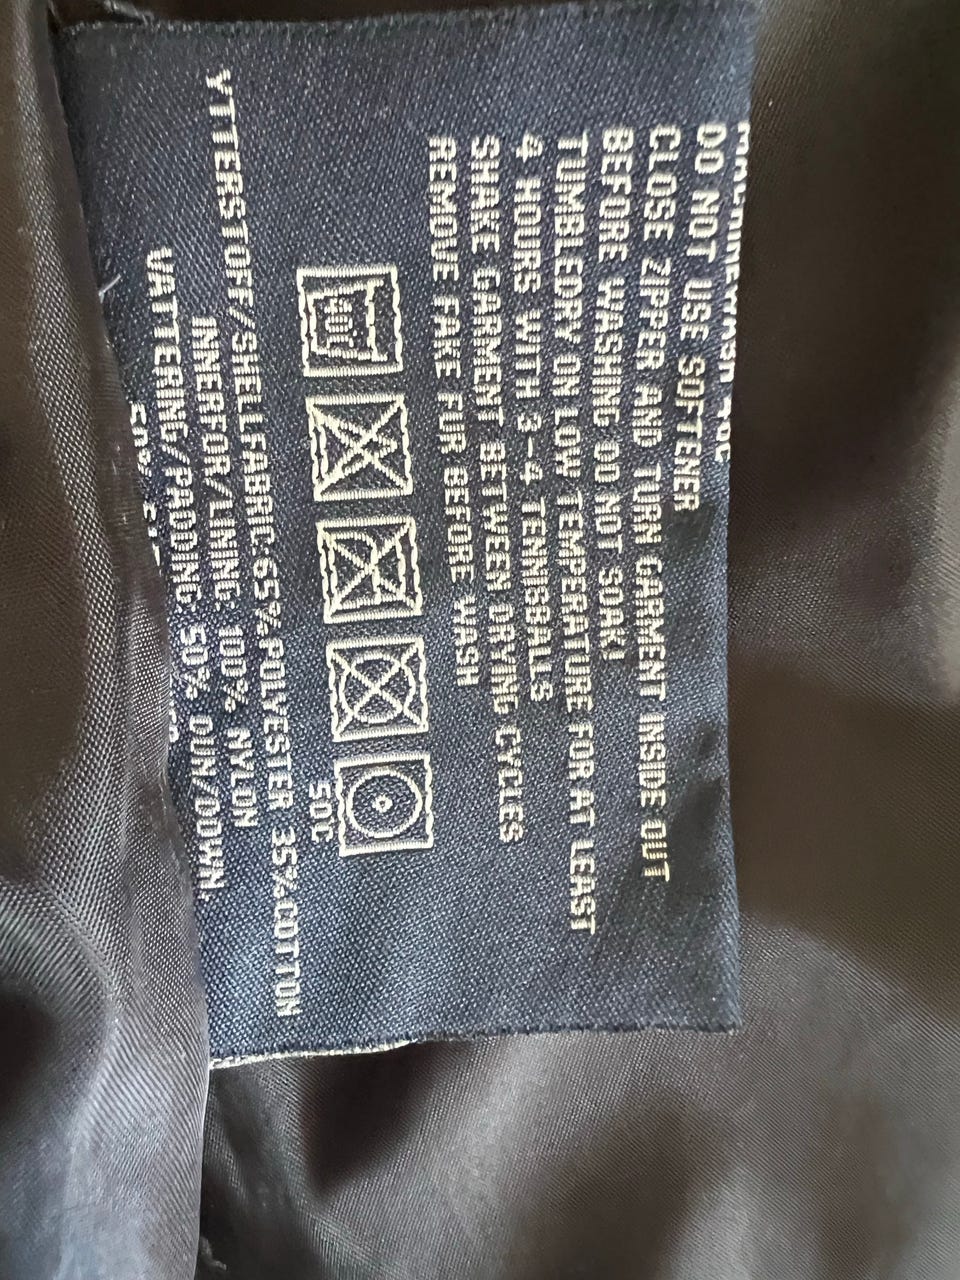 VATTERING/PADDING: 50% DUN/DOWN,
INNERFÖR/LINING: 100% NYLON
YTTERSTOFF/SHELLFABRIC: 65% POLYESTER 35% COTTON
40
50C
REMOVE FAKE FUR BEFORE WASH
SHAKE GARMENT BETWEEN DRYING CYCLES
4 HOURS WITH 3-4 TENNISBALLS
TUMBLEDRY ON LOW TEMPERATURE FOR AT LEAST
BEFORE WASHING DO NOT SOAK!
CLOSE ZIPPER AND TURN GARMENT INSIDE OUT
DO NOT USE SOFTENER